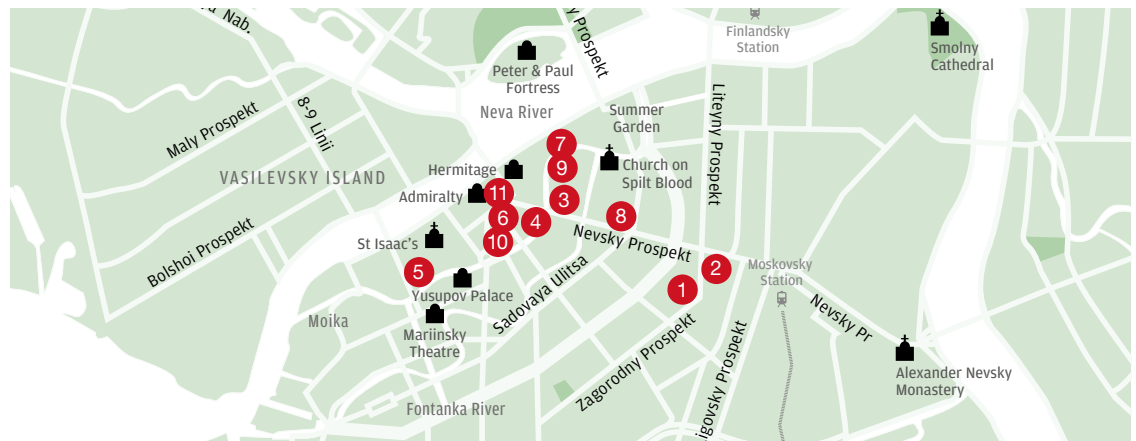 a Nab.
y Prospekt
Finlandsky
Station
Smolny
Cathedral
Peter & Paul
Fortress
8-9 Linii
Maly Prospekt
Neva River
Summer
Garden
Liteyny Prospekt
7
Hermitage
9
Church on
Spilt Blood
VASILEVSKY ISLAND
Admiralty
11
3
6
4
8
Bolshoi Prospekt
St Isaac's
10
Nevsky Prospekt
5
2
Moskovsky
Station
Yusupov Palace
Sadovaya Ulitsa
1
Moika
Mariinsky
Theatre
Nevsky Pr
Zagorodny Prospekt
igovsky Prospekt
Alexander Nevsky
Monastery
Fontanka River